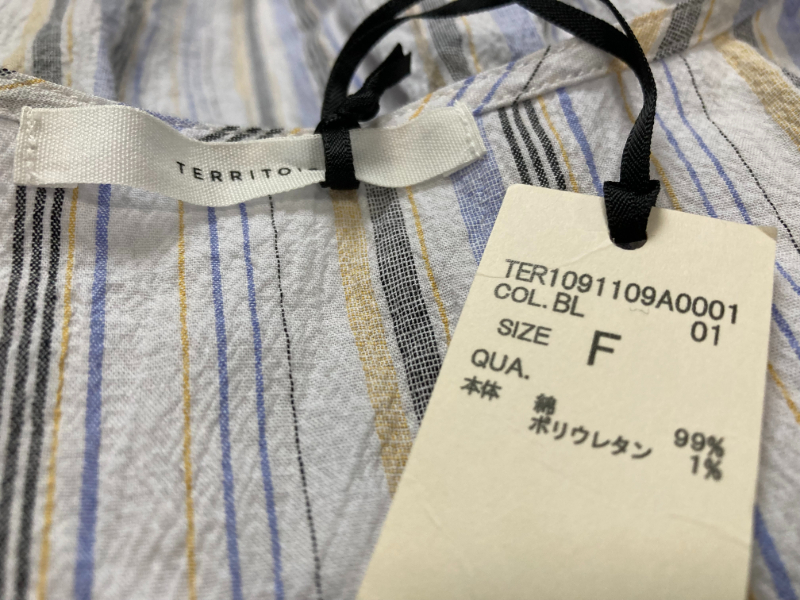 TERRITO
TER1091109A0001
COL.BL 01
SIZE F
QUA.
本体 綿 99%
ポリウレタン 1%